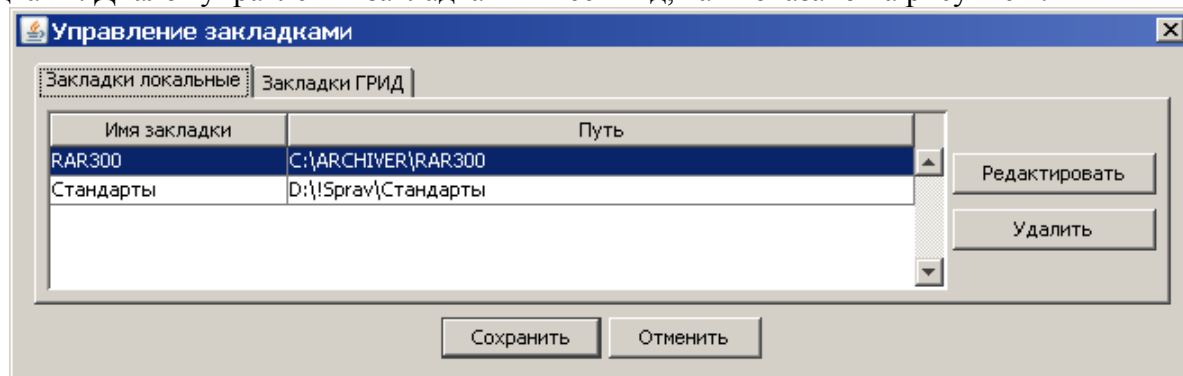 Управление закладками
Закладки локальные Закладки ГРИД
Имя закладки Путь
RAR300 C:\ARCHIVER\RAR300
Стандарты D:\!Sprav\Стандарты
Редактировать
Удалить
Сохранить Отменить